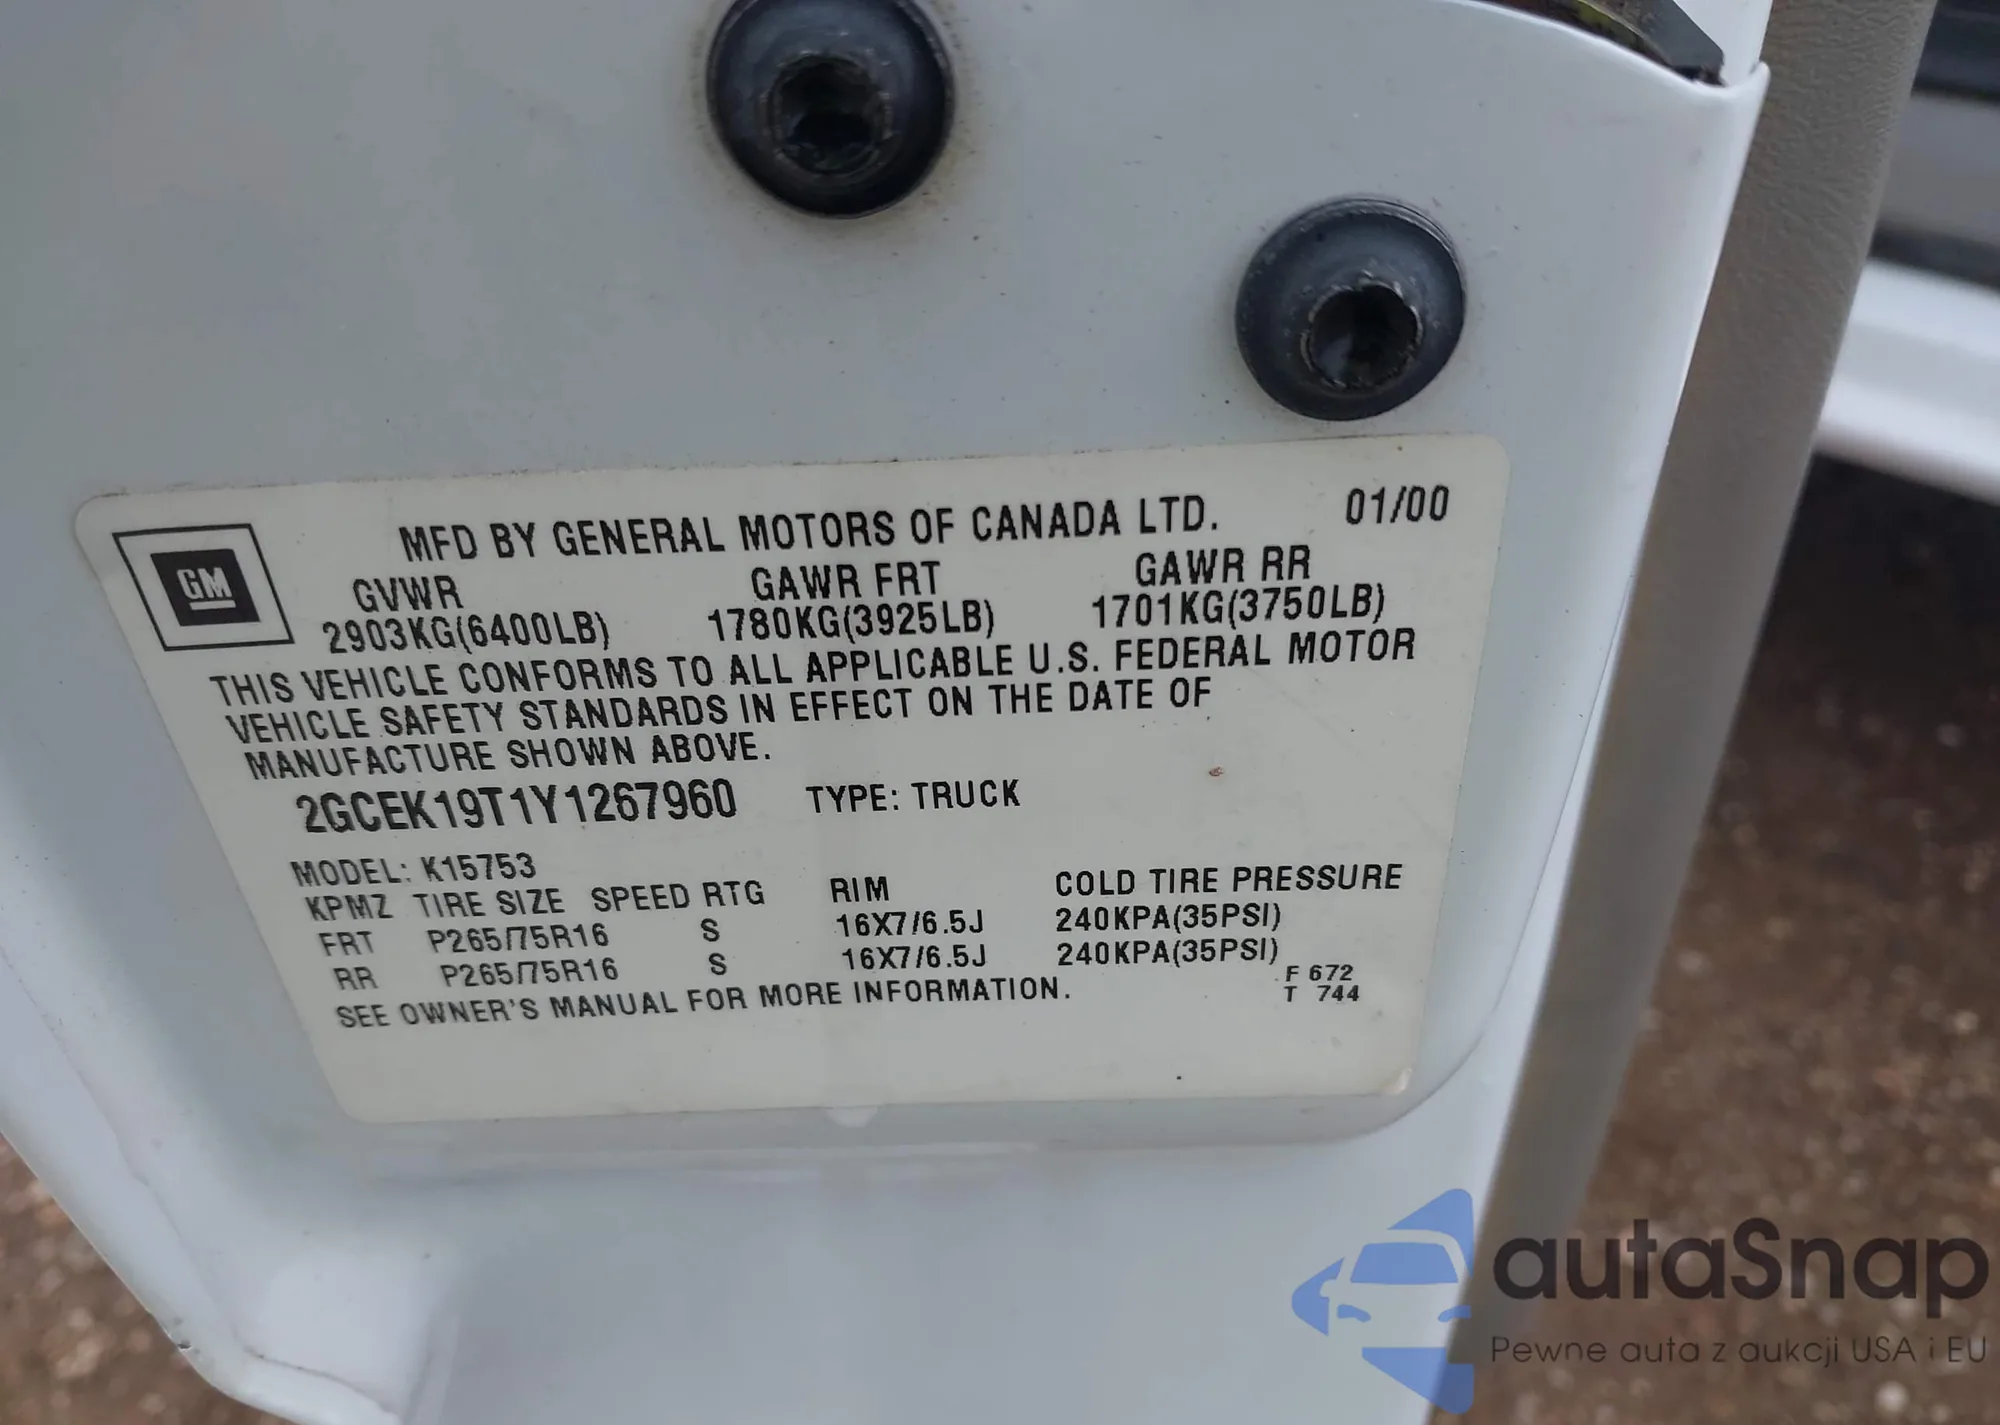 MFD BY GENERAL MOTORS OF CANADA LTD. 01/00
GM
GVWR GAWR FRT GAWR RR
2903KG(6400LB) 1780KG(3925LB) 1701KG(3750LB)
THIS VEHICLE CONFORMS TO ALL APPLICABLE U.S. FEDERAL MOTOR
VEHICLE SAFETY STANDARDS IN EFFECT ON THE DATE OF
MANUFACTURE SHOWN ABOVE.
2GCEK19T1Y1267960 TYPE: TRUCK
MODEL: K15753
KPMZ TIRE SIZE SPEED RTG RIM COLD TIRE PRESSURE
FRT P265/75R16 S 16X7/6.5J 240KPA(35PSI)
RR P265/75R16 S 16X7/6.5J 240KPA(35PSI)
SEE OWNER'S MANUAL FOR MORE INFORMATION.
F 672
T 744
autaSnap
Pewne auta z aukcji USA i EU